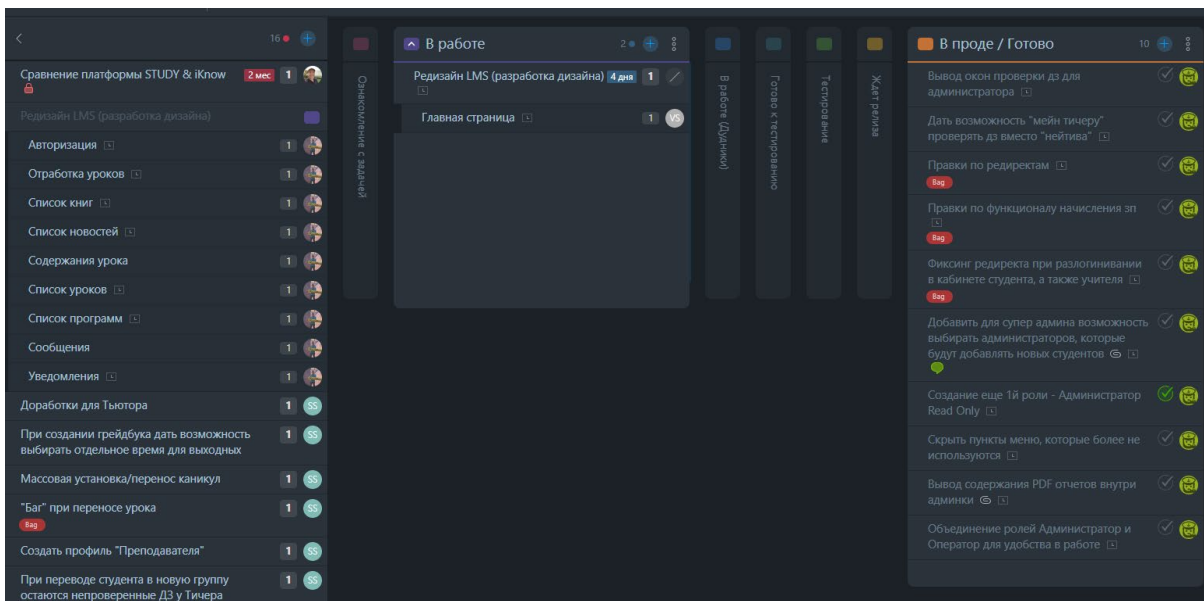 16
Сравнение платформы STUDY & iKnow 2 мес 1
Редизайн LMS (разработка дизайна)
Авторизация 1
Отработка уроков 1
Список книг 1
Список новостей 1
Содержания урока 1
Список уроков 1
Список программ 1
Сообщения 1
Уведомления 1
Доработки для Тьютора 1 SS
При создании грейдбука дать возможность 1 SS
выбирать отдельное время для выходных
Массовая установка/перенос каникул 1 SS
"Баг" при переносе урока 1 SS
Bag
Создать профиль "Преподавателя" 1 SS
При переводе студента в новую группу 1 SS
остаются непроверенные ДЗ у Тичера
Ознакомление с задачей
В работе 2
Редизайн LMS (разработка дизайна) 4 дня 1
Главная страница 1 VS
В работе (Дудники)
Готово к тестированию
Тестирование
Ждет релиза
В проде / Готово 10
Вывод окон проверки дз для
администратора
Дать возможность "мейн тичеру"
проверять дз вместо "нейтива"
Правки по редиректам
Bag
Правки по функционалу начисления зп
Bag
Фиксинг редиректа при разлогинивании
в кабинете студента, а также учителя
Bag
Добавить для супер админа возможность
выбирать администраторов, которые
будут добавлять новых студентов
Создание еще 1й роли - Администратор
Read Only
Скрыть пункты меню, которые более не
используются
Вывод содержания PDF отчетов внутри
админки
Объединение ролей Администратор и
Оператор для удобства в работе